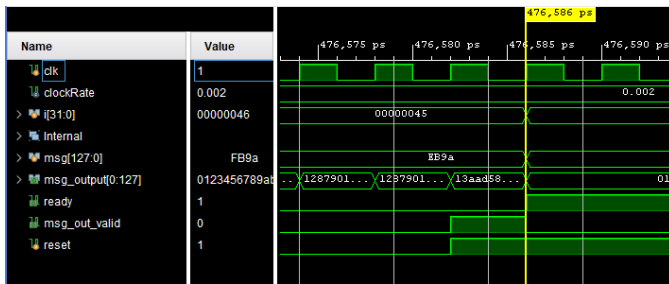 476,586 ps
Name Value 476,575 ps 476,580 ps 476,585 ps 476,590 ps
clk 1
clockRate 0.002 0.002
> i[31:0] 00000046 00000045
> Internal
> msg[127:0] FB9a EB9a
> msg_output[0:127] 0123456789ab ... 1287901... 1287901... 13aad58... 01
ready 1
msg_out_valid 0
reset 1